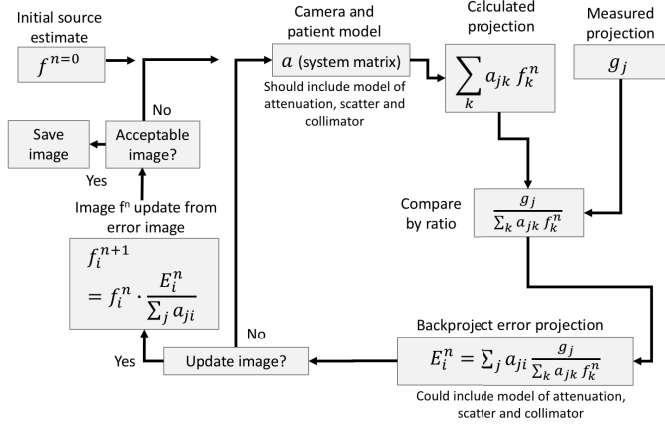 Initial source
estimate
f^{n=0}
Camera and
patient model
a (system matrix)
Should include model of
attenuation, scatter and
collimator
Calculated
projection
∑_k a_{jk} f_k^n
Measured
projection
g_j
No
Save
image
Acceptable
image?
Yes
Image fⁿ update from
error image
f_i^{n+1}
= f_i^n · E_i^n / ∑_j a_{ji}
Compare
by ratio
g_j / ∑_k a_{jk} f_k^n
No
Yes
Update image?
Backproject error projection
E_i^n = ∑_j a_{ji} g_j / ∑_k a_{jk} f_k^n
Could include model of attenuation,
scatter and collimator